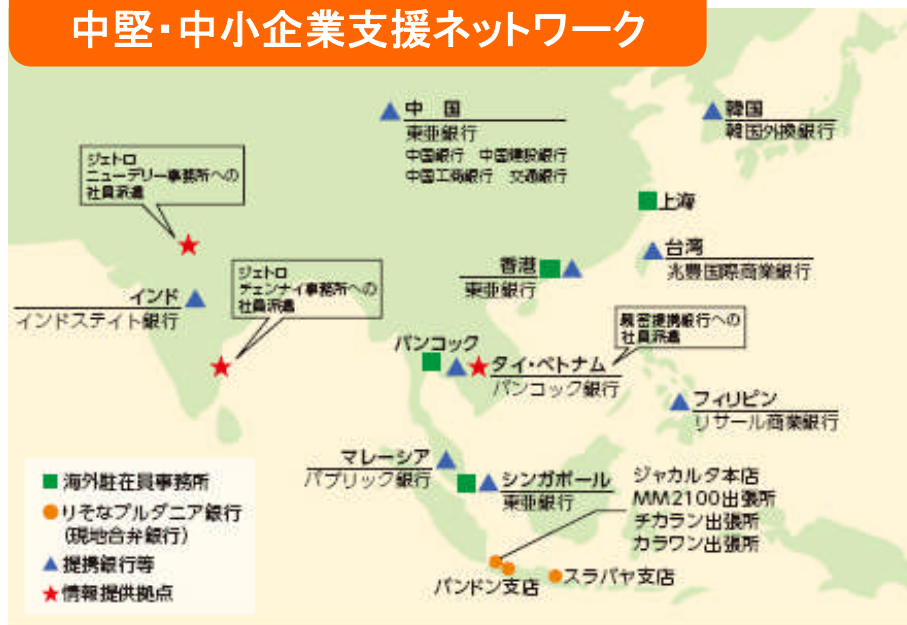 中堅・中小企業支援ネットワーク
中　国
東亜銀行
中国銀行　中国建設銀行
中国工商銀行　交通銀行
韓国
韓国外換銀行
ジェトロ
ニューデリー事務所への
社員派遣
上海
台湾
兆豊国際商業銀行
香港
東亜銀行
ジェトロ
チェンナイ事務所への
社員派遣
インド
インドステイト銀行
親密提携銀行への
社員派遣
バンコック
タイ・ベトナム
バンコック銀行
フィリピン
リサール商業銀行
マレーシア
パブリック銀行
シンガポール
東亜銀行
ジャカルタ本店
MM2100出張所
チカラン出張所
カラワン出張所
バンドン支店
スラバヤ支店
海外駐在員事務所
りそなプルダニア銀行
(現地合弁銀行)
提携銀行等
情報提供拠点